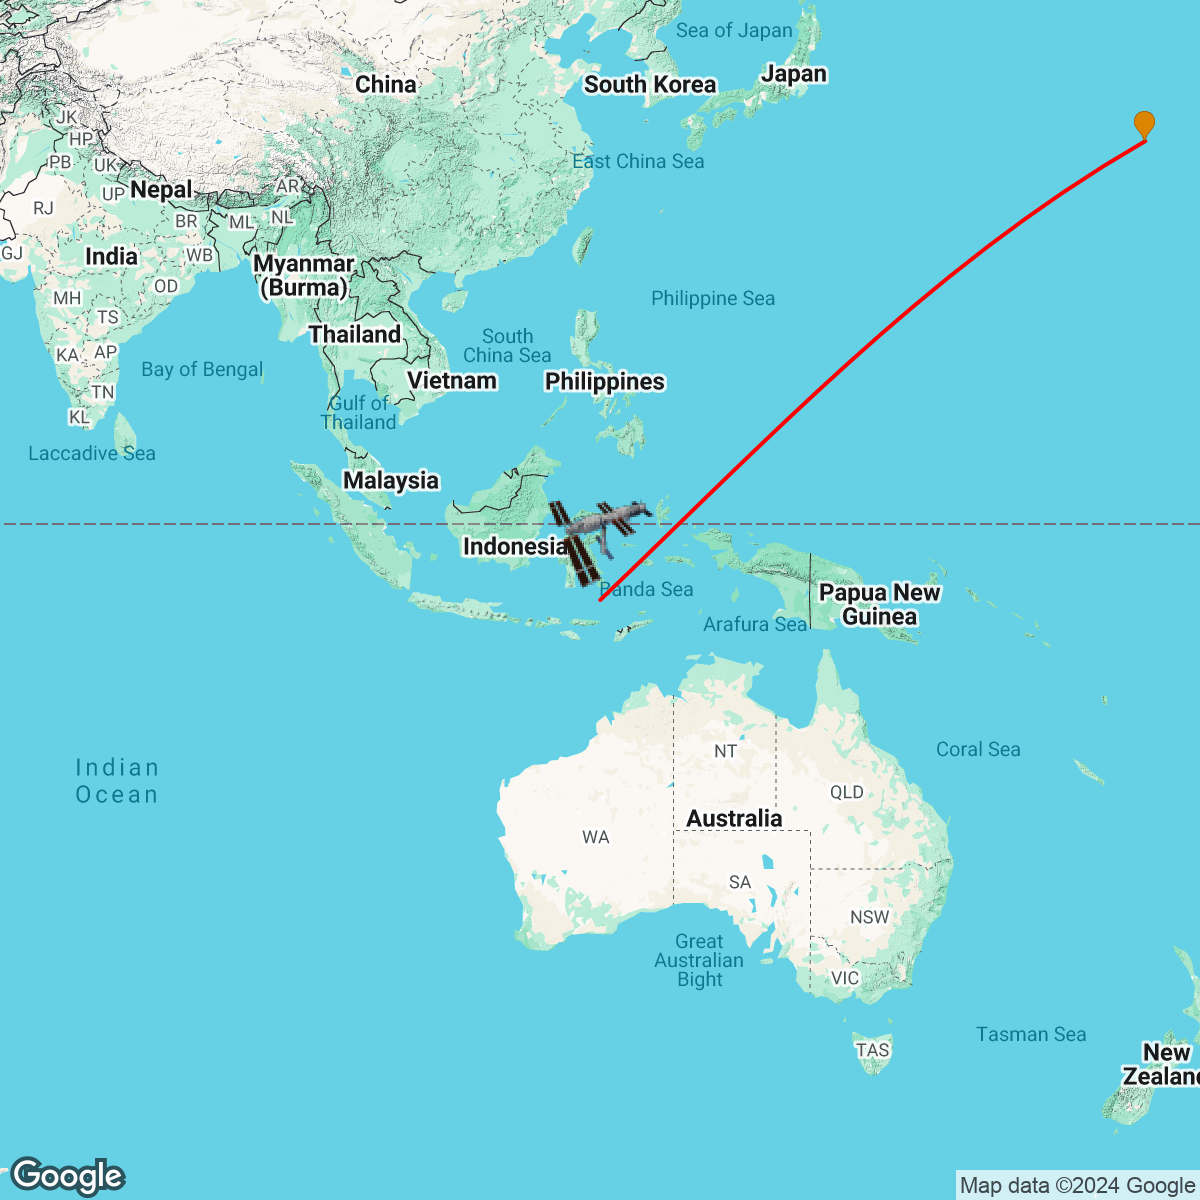 Sea of Japan
Japan
China
South Korea
JK
HP
PB
UK
East China Sea
Nepal
AR
UP
RJ
BR
ML
NL
GJ
India
WB
Myanmar
(Burma)
OD
MH
Philippine Sea
TS
Thailand
South
China Sea
KA
AP
Bay of Bengal
Vietnam
Philippines
TN
Gulf of
Thailand
KL
Laccadive Sea
Malaysia
Indonesia
Banda Sea
Papua New
Guinea
Arafura Sea
NT
Coral Sea
Indian
Ocean
QLD
Australia
WA
SA
NSW
Great
Australian
Bight
VIC
Tasman Sea
TAS
New
Zealand
Google
Map data ©2024 Google